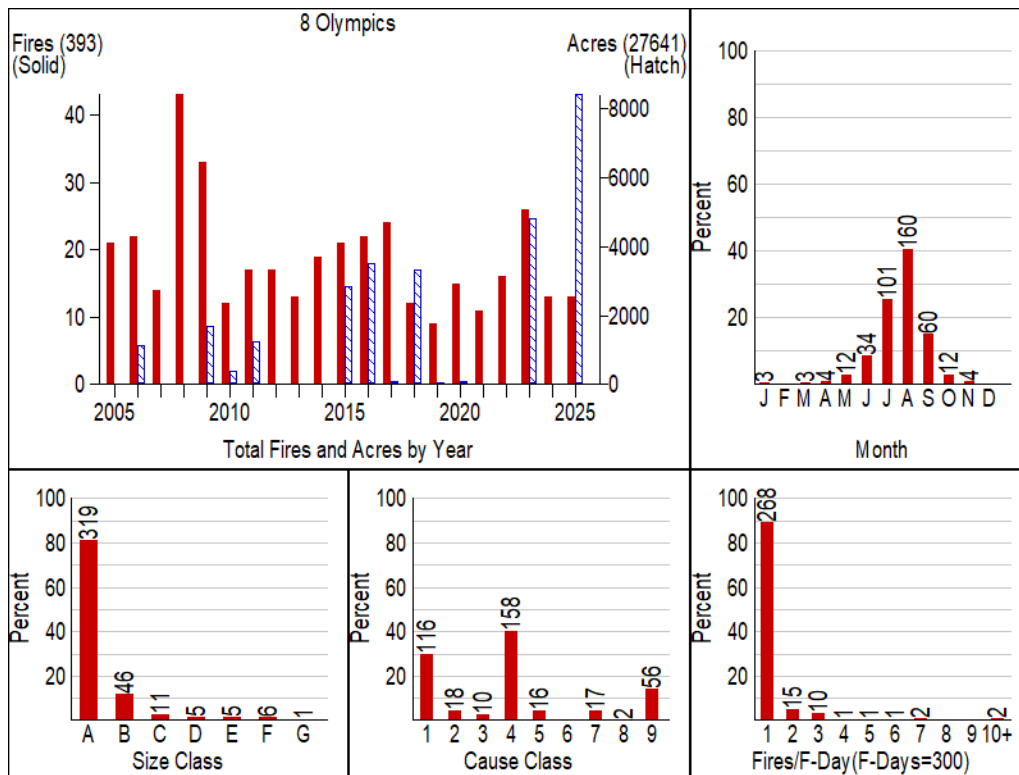 8 Olympics
Fires (393)
(Solid)
Acres (27641)
(Hatch)
40
30
20
10
0
8000
6000
4000
2000
0
2005 2010 2015 2020 2025
Total Fires and Acres by Year
100
80
60
40
20
Percent
3 3 4 12 34 101 160 60 12 4
J F M A M J J A S O N D
Month
100
80
60
40
20
Percent
319 46 11 5 5 6 1
A B C D E F G
Size Class
100
80
60
40
20
Percent
116 18 10 158 16 17 2 56
1 2 3 4 5 6 7 8 9
Cause Class
100
80
60
40
20
Percent
268 15 10 1 1 1 2 2
1 2 3 4 5 6 7 8 9 10+
Fires/F-Day(F-Days=300)